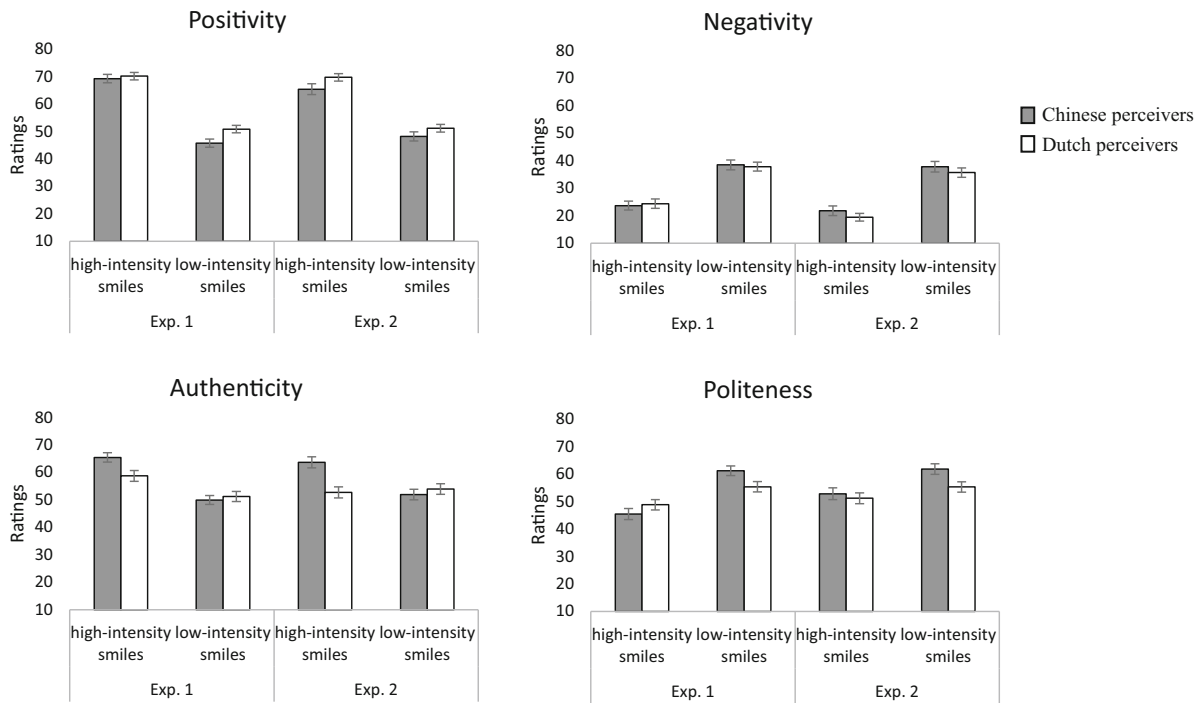 Positivity
80
70
60
50
40
30
20
10
Ratings
high-intensity low-intensity high-intensity low-intensity
smiles smiles smiles smiles
Exp. 1 Exp. 2
Negativity
80
70
60
50
40
30
20
10
Ratings
high-intensity low-intensity high-intensity low-intensity
smiles smiles smiles smiles
Exp. 1 Exp. 2
Chinese perceivers
Dutch perceivers
Authenticity
80
70
60
50
40
30
20
10
Ratings
high-intensity low-intensity high-intensity low-intensity
smiles smiles smiles smiles
Exp. 1 Exp. 2
Politeness
80
70
60
50
40
30
20
10
Ratings
high-intensity low-intensity high-intensity low-intensity
smiles smiles smiles smiles
Exp. 1 Exp. 2